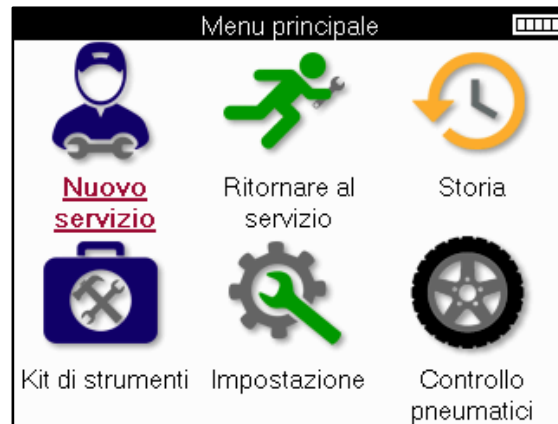 Menu principale
Nuovo
servizio
Ritornare al
servizio
Storia
Kit di strumenti
Impostazione
Controllo
pneumatici